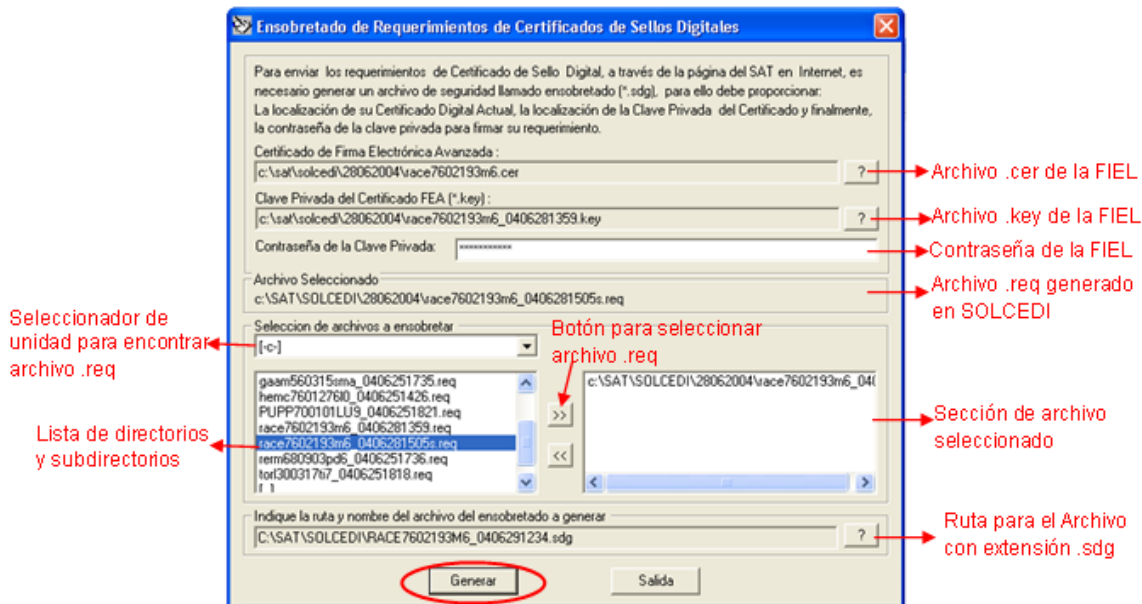 Ensobretado de Requerimientos de Certificados de Sellos Digitales
Para enviar los requerimientos de Certificado de Sello Digital, a través de la página del SAT en Internet, es
necesario generar un archivo de seguridad llamado ensobretado (*.sdg), para ello debe proporcionar:
La localización de su Certificado Digital Actual, la localización de la Clave Privada del Certificado y finalmente,
la contraseña de la clave privada para firmar su requerimiento.
Certificado de Firma Electrónica Avanzada :
c:\sat\solcedi\28062004\race7602193m6.cer
?
Archivo .cer de la FIEL
Clave Privada del Certificado FEA (*.key) :
c:\sat\solcedi\28062004\race7602193m6_0406281359.key
?
Archivo .key de la FIEL
Contraseña de la Clave Privada:
Contraseña de la FIEL
Archivo Seleccionado
c:\SAT\SOLCEDI\28062004\race7602193m6_0406281505s.req
Archivo .req generado
en SOLCEDI
Seleccionador de
unidad para encontrar
archivo .req
Seleccion de archivos a ensobretar
[-c-]
Botón para seleccionar
archivo .req
gaam560315sma_0406251735.req
hemc7601276I0_0406251426.req
PUPP700101LU9_0406251821.req
race7602193m6_0406281359.req
race7602193m6_0406281505s.req
rerm680903pd6_0406251736.req
torl300317ti7_0406251818.req
>>
<<
c:\SAT\SOLCEDI\28062004\race7602193m6_040
Lista de directorios
y subdirectorios
Sección de archivo
seleccionado
Indique la ruta y nombre del archivo del ensobretado a generar
C:\SAT\SOLCEDI\RACE7602193M6_0406291234.sdg
?
Ruta para el Archivo
con extensión .sdg
Generar
Salida